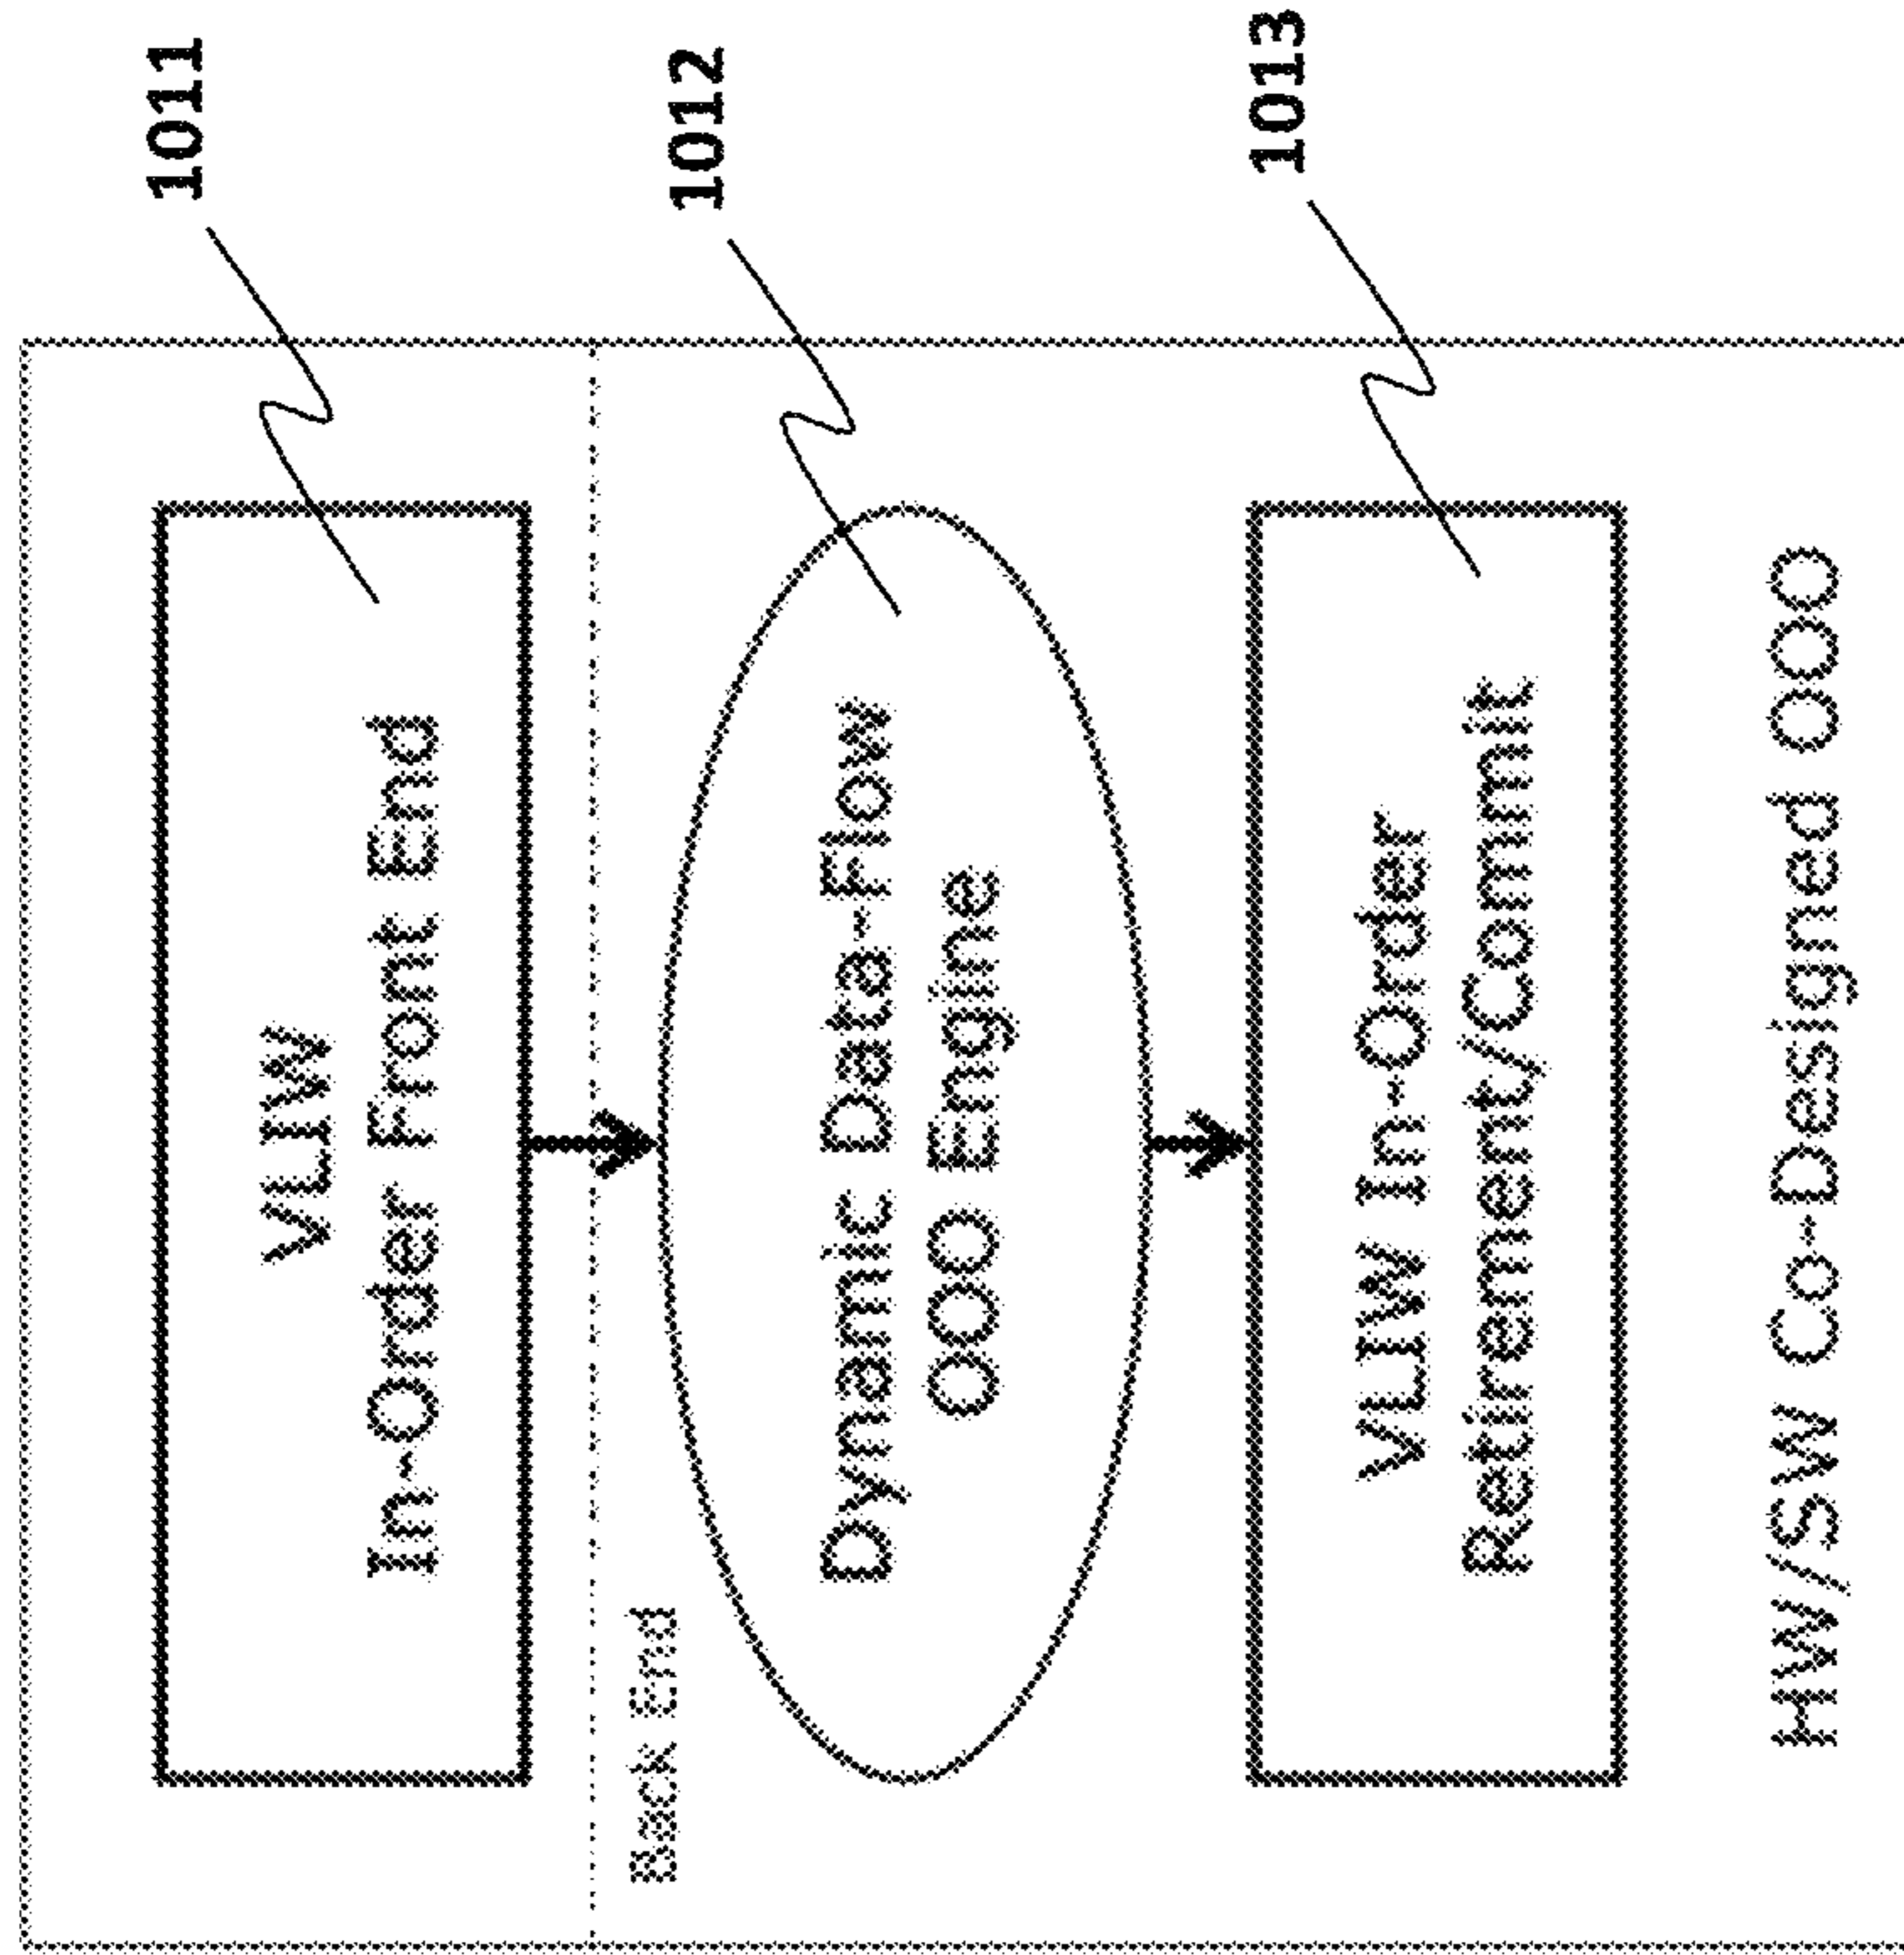 1011
VLIW
In-Order Front End
Back End
1012
Dynamic Data-Flow
OOO Engine
1013
VLIW In-Order
Retirement/Commit
HW/SW Co-Designed OOO